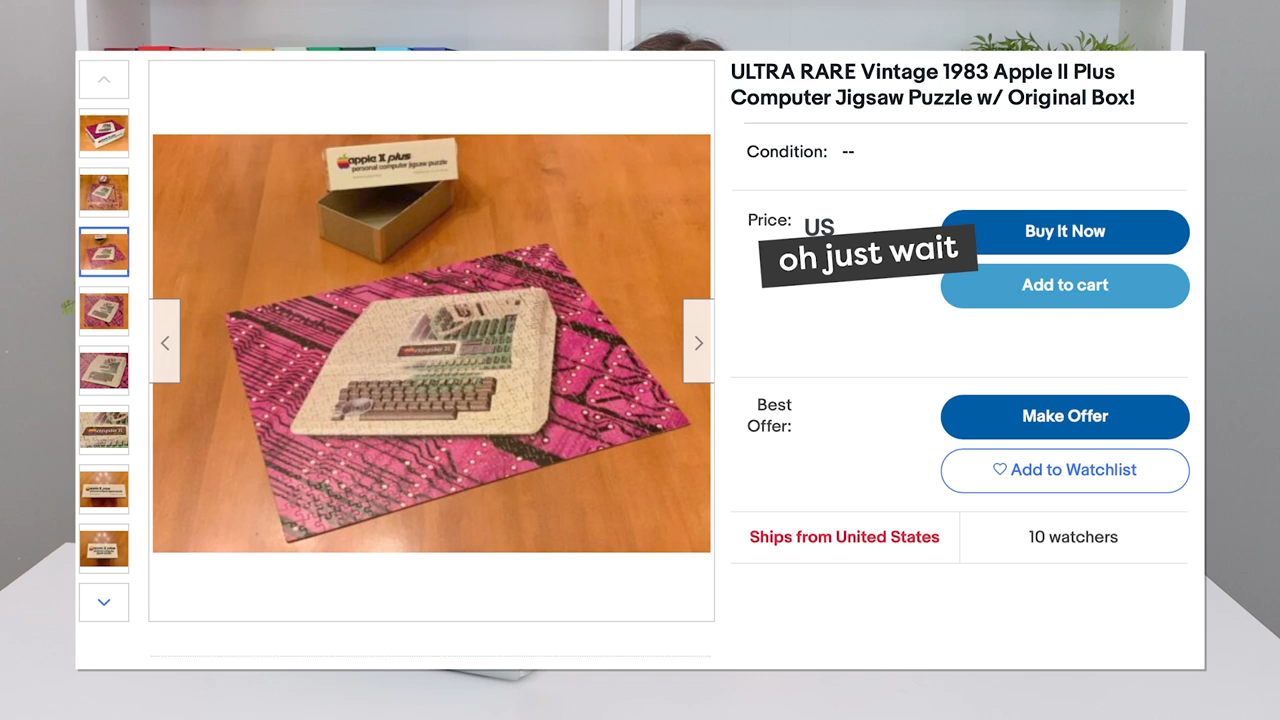 ULTRA RARE Vintage 1983 Apple II Plus
Computer Jigsaw Puzzle w/ Original Box!
Condition: --
Price: US
oh just wait
Buy It Now
Add to cart
Best
Offer:
Make Offer
Add to Watchlist
Ships from United States
10 watchers
apple ][ plus
personal computer jigsaw puzzle